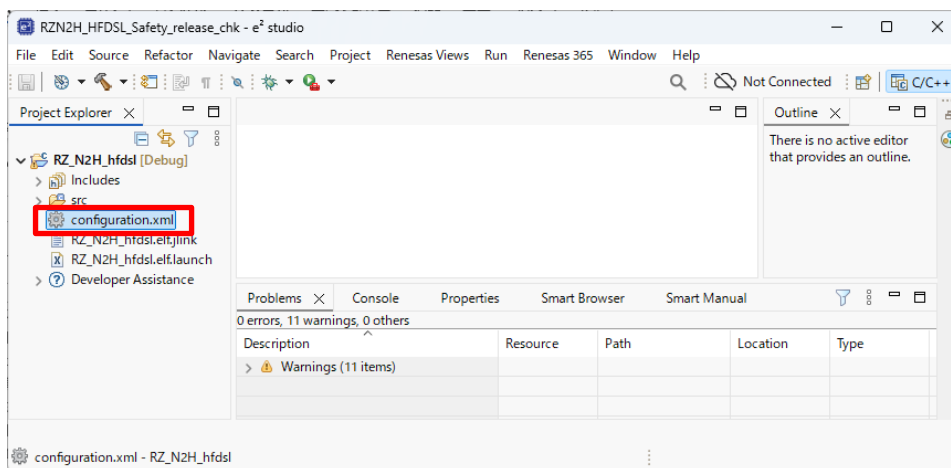 RZN2H_HFDSL_Safety_release_chk - e² studio
File Edit Source Refactor Navigate Search Project Renesas Views Run Renesas 365 Window Help
Not Connected
C/C++
Project Explorer
Outline
There is no active editor
that provides an outline.
RZ_N2H_hfdsl [Debug]
Includes
src
configuration.xml
RZ_N2H_hfdsl.elf.jlink
RZ_N2H_hfdsl.elf.launch
Developer Assistance
Problems Console Properties Smart Browser Smart Manual
0 errors, 11 warnings, 0 others
Description Resource Path Location Type
Warnings (11 items)
configuration.xml - RZ_N2H_hfdsl